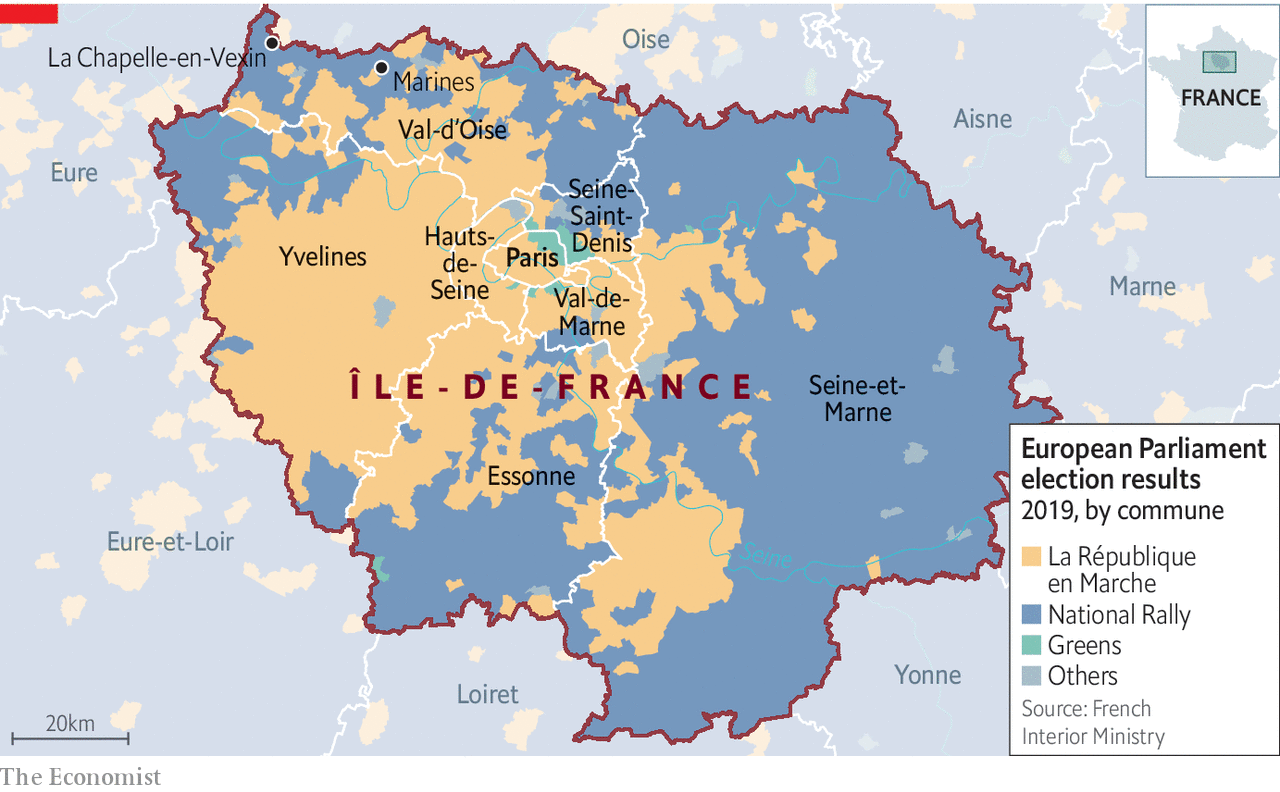 La Chapelle-en-Vexin
Oise
Marines
FRANCE
Val-d'Oise
Aisne
Eure
Seine-
Saint-
Denis
Hauts-
de-
Seine
Paris
Yvelines
Val-de-
Marne
Marne
ÎLE-DE-FRANCE
Seine-et-
Marne
Essonne
Eure-et-Loir
Seine
Loiret
Yonne
20km
European Parliament
election results
2019, by commune
La République
en Marche
National Rally
Greens
Others
Source: French
Interior Ministry
The Economist